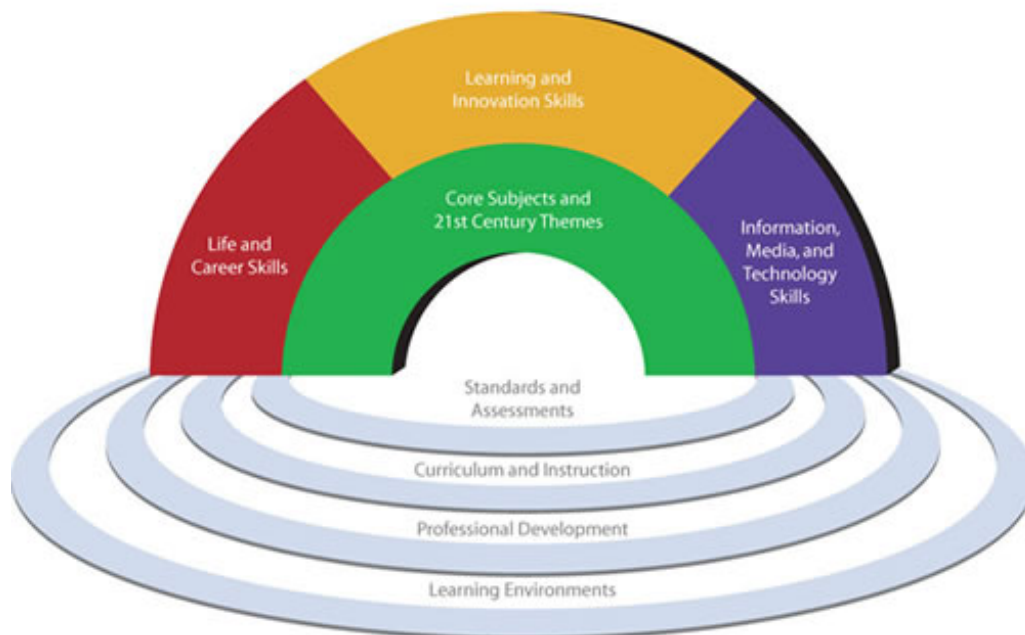 Learning and
Innovation Skills
Core Subjects and
21st Century Themes
Life and
Career Skills
Information,
Media, and
Technology
Skills
Standards and
Assessments
Curriculum and Instruction
Professional Development
Learning Environments